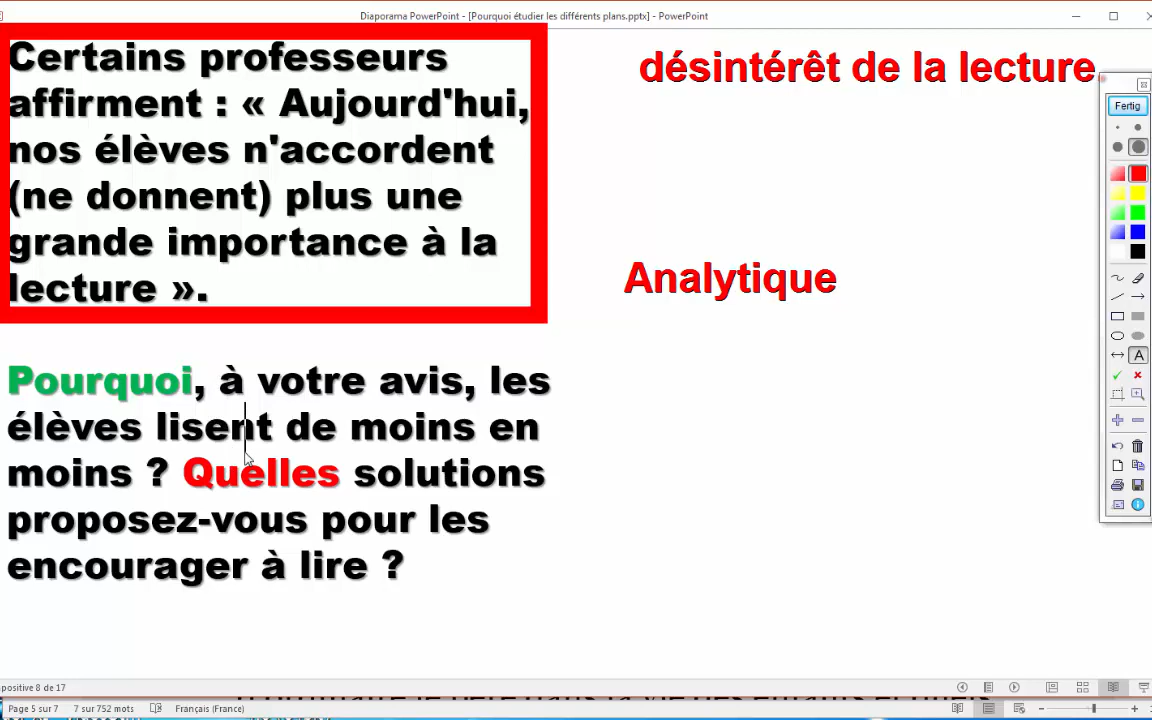 Diaporama PowerPoint - [Pourquoi étudier les différents plans.pptx] - PowerPoint
Certains professeurs
affirment : « Aujourd'hui,
nos élèves n'accordent
(ne donnent) plus une
grande importance à la
lecture ».
désintérêt de la lecture
Fertig
Analytique
Pourquoi, à votre avis, les
élèves lisent de moins en
moins ? Quelles solutions
proposez-vous pour les
encourager à lire ?
positive 8 de 17
Page 5 sur 7 7 sur 752 mots Français (France)